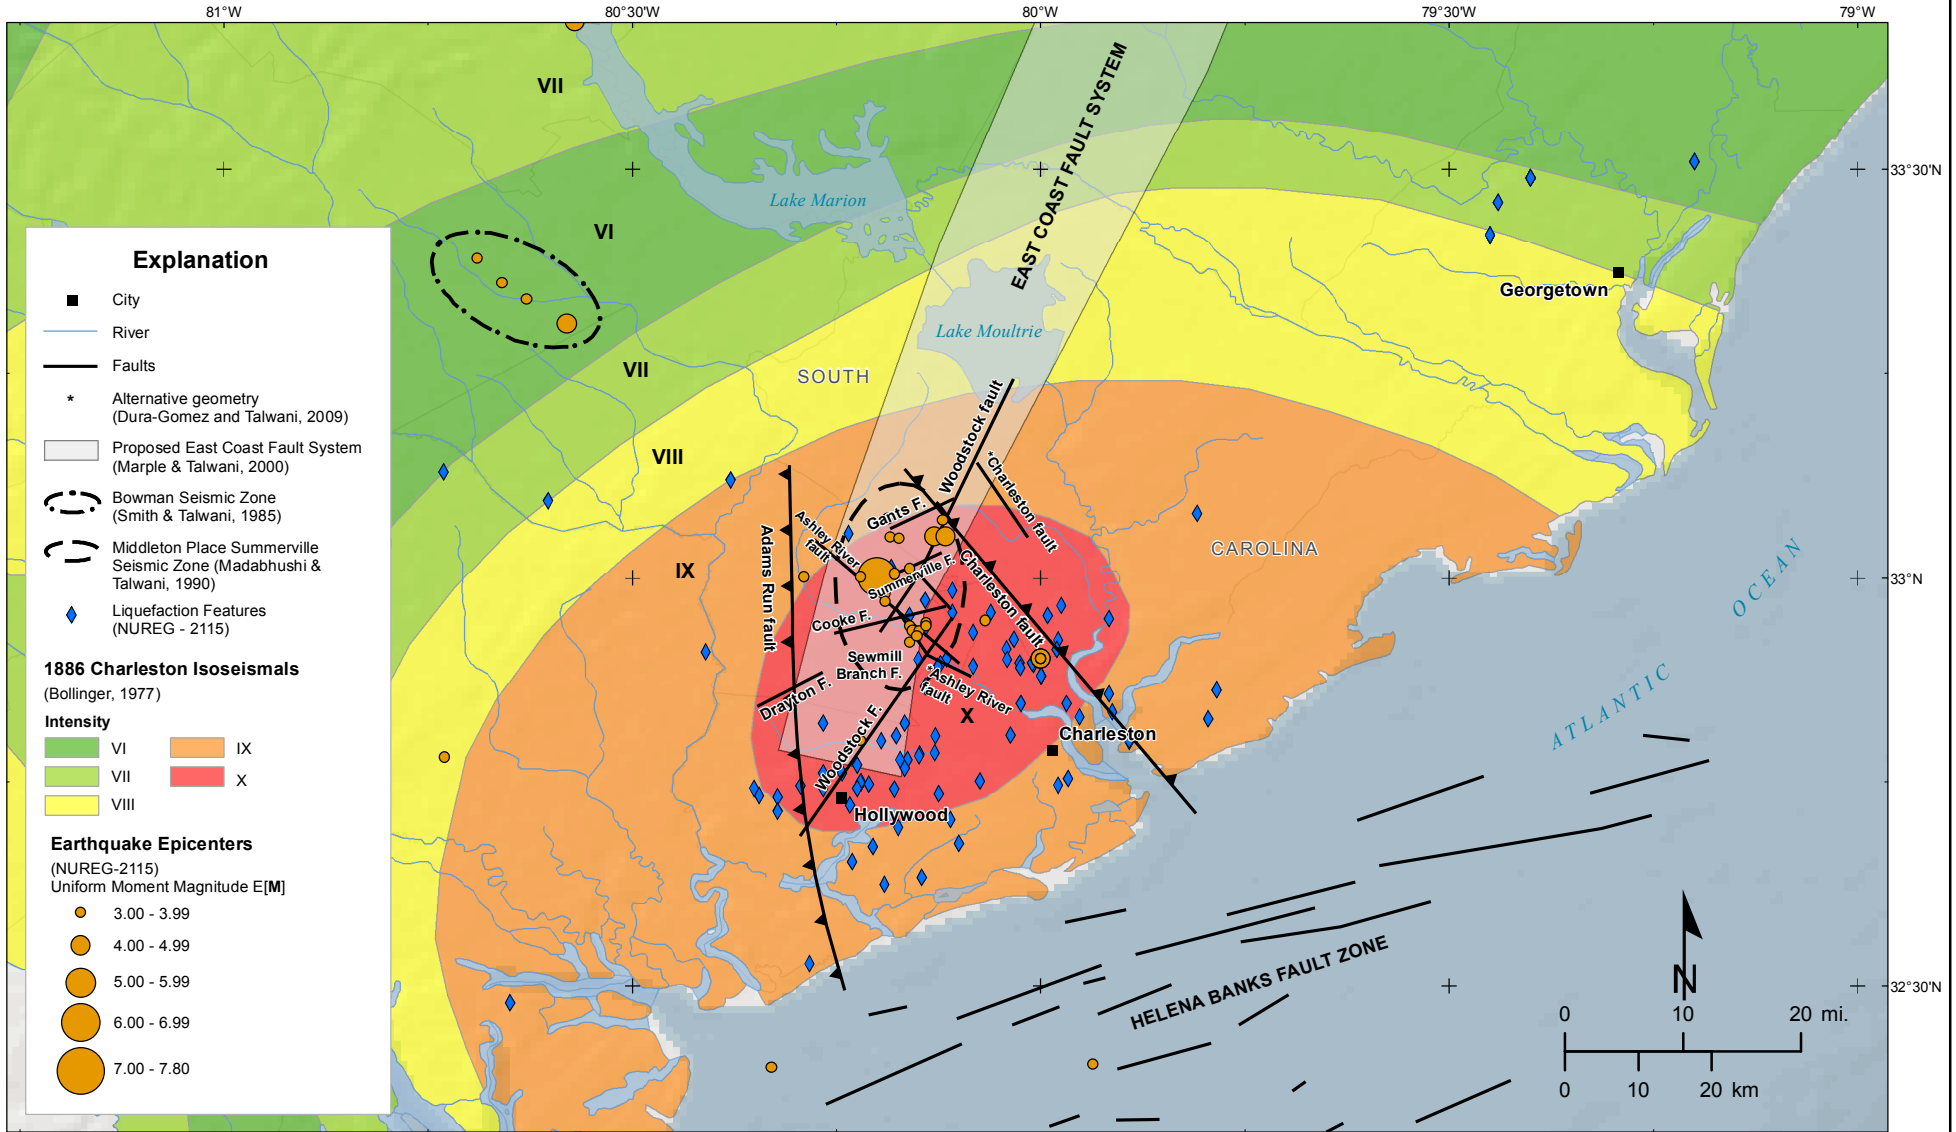 81°W
80°30'W
80°W
79°30'W
79°W
33°30'N
33°N
32°30'N
VII
VI
VII
VIII
IX
X
EAST COAST FAULT SYSTEM
Lake Marion
Lake Moultrie
SOUTH
CAROLINA
Georgetown
Woodstock fault
*Charleston fault
Gants F.
Ashley River
fault
Summerville F.
Charleston fault
Adams Run fault
Cooke F.
Sewmill
Branch F.
*Ashley River
fault
Drayton F.
Woodstock F.
Charleston
Hollywood
ATLANTIC
OCEAN
HELENA BANKS FAULT ZONE
N
0 10 20 mi.
0 10 20 km
Explanation
City
River
Faults
* Alternative geometry
(Dura-Gomez and Talwani, 2009)
Proposed East Coast Fault System
(Marple & Talwani, 2000)
Bowman Seismic Zone
(Smith & Talwani, 1985)
Middleton Place Summerville
Seismic Zone (Madabhushi &
Talwani, 1990)
Liquefaction Features
(NUREG - 2115)
1886 Charleston Isoseismals
(Bollinger, 1977)
Intensity
VI
VII
VIII
IX
X
Earthquake Epicenters
(NUREG-2115)
Uniform Moment Magnitude E[M]
3.00 - 3.99
4.00 - 4.99
5.00 - 5.99
6.00 - 6.99
7.00 - 7.80